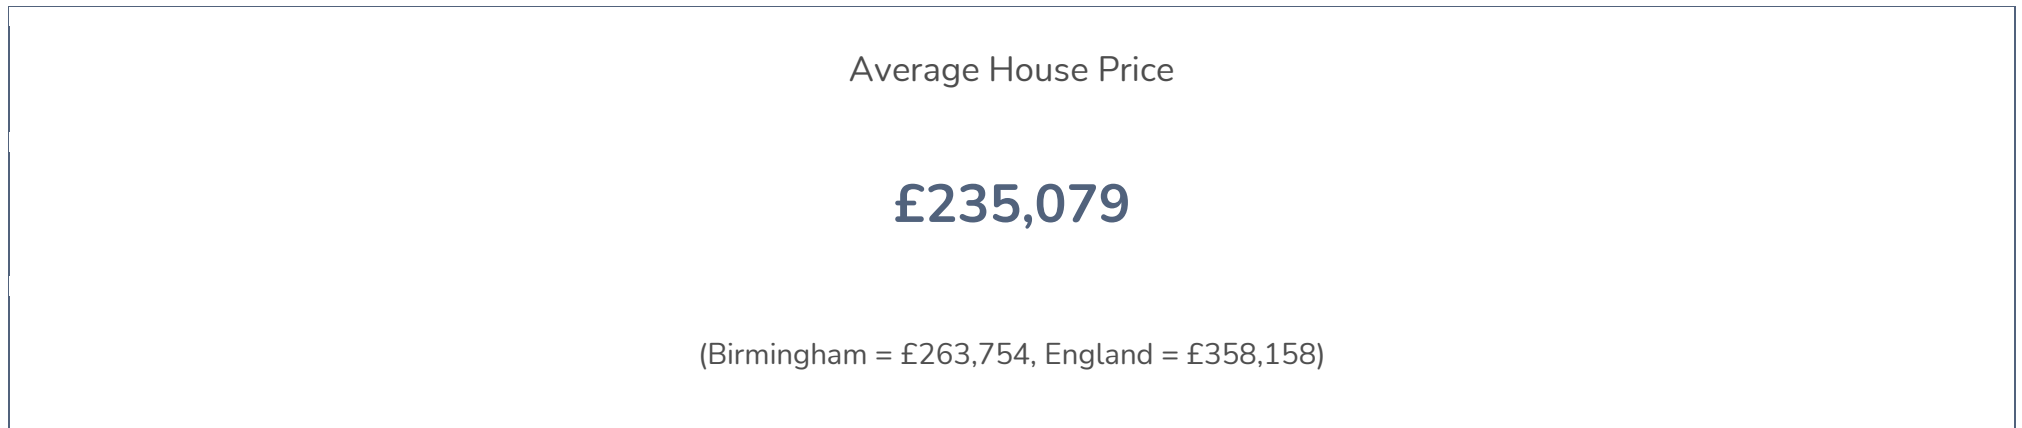 Average House Price
£235,079
(Birmingham = £263,754, England = £358,158)